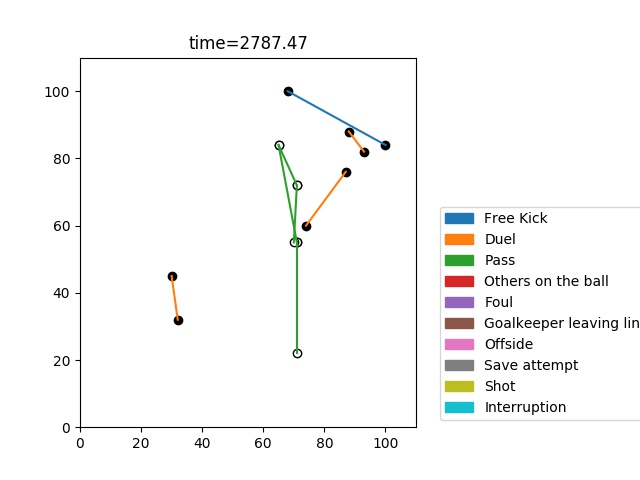 time=2787.47
100
80
60
40
20
0
0 20 40 60 80 100
Free Kick
Duel
Pass
Others on the ball
Foul
Goalkeeper leaving lin
Offside
Save attempt
Shot
Interruption